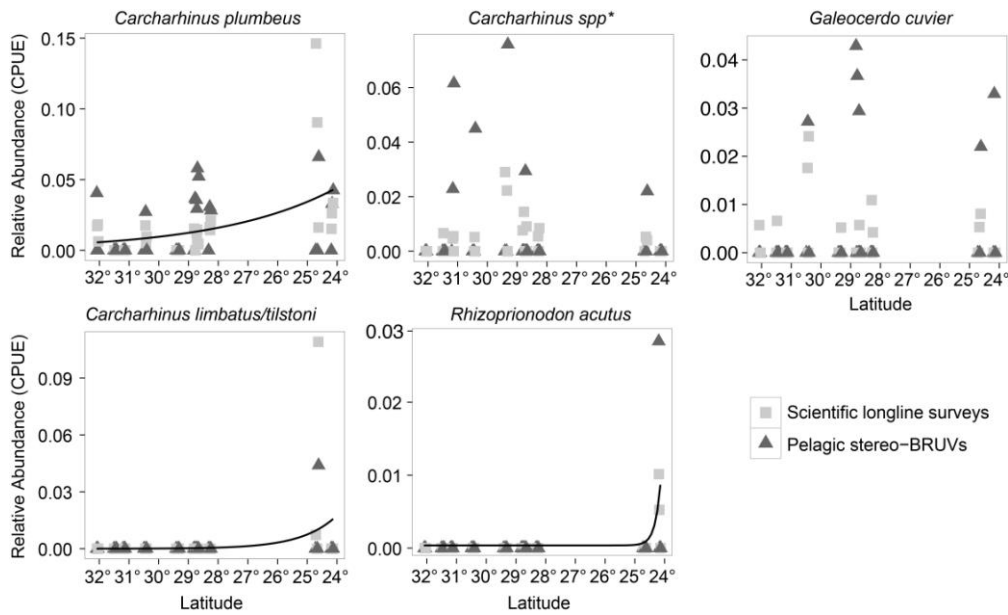 Carcharhinus plumbeus
Carcharhinus spp*
Galeocerdo cuvier
Relative Abundance (CPUE)
0.15
0.10
0.05
0.00
32° 31° 30° 29° 28° 27° 26° 25° 24°
0.06
0.04
0.02
0.00
32° 31° 30° 29° 28° 27° 26° 25° 24°
0.04
0.03
0.02
0.01
0.00
32° 31° 30° 29° 28° 27° 26° 25° 24°
Latitude
Carcharhinus limbatus/tilstoni
Rhizoprionodon acutus
Relative Abundance (CPUE)
0.09
0.06
0.03
0.00
32° 31° 30° 29° 28° 27° 26° 25° 24°
Latitude
0.03
0.02
0.01
0.00
32° 31° 30° 29° 28° 27° 26° 25° 24°
Latitude
Scientific longline surveys
Pelagic stereo-BRUVs